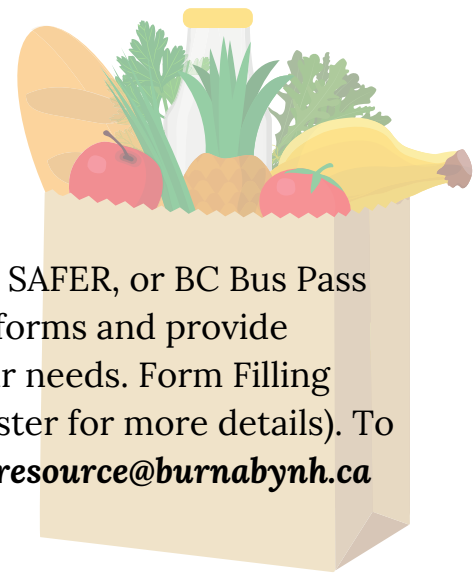 SAFER, or BC Bus Pass
forms and provide
r needs. Form Filling
ster for more details). To
resource@burnabynh.ca